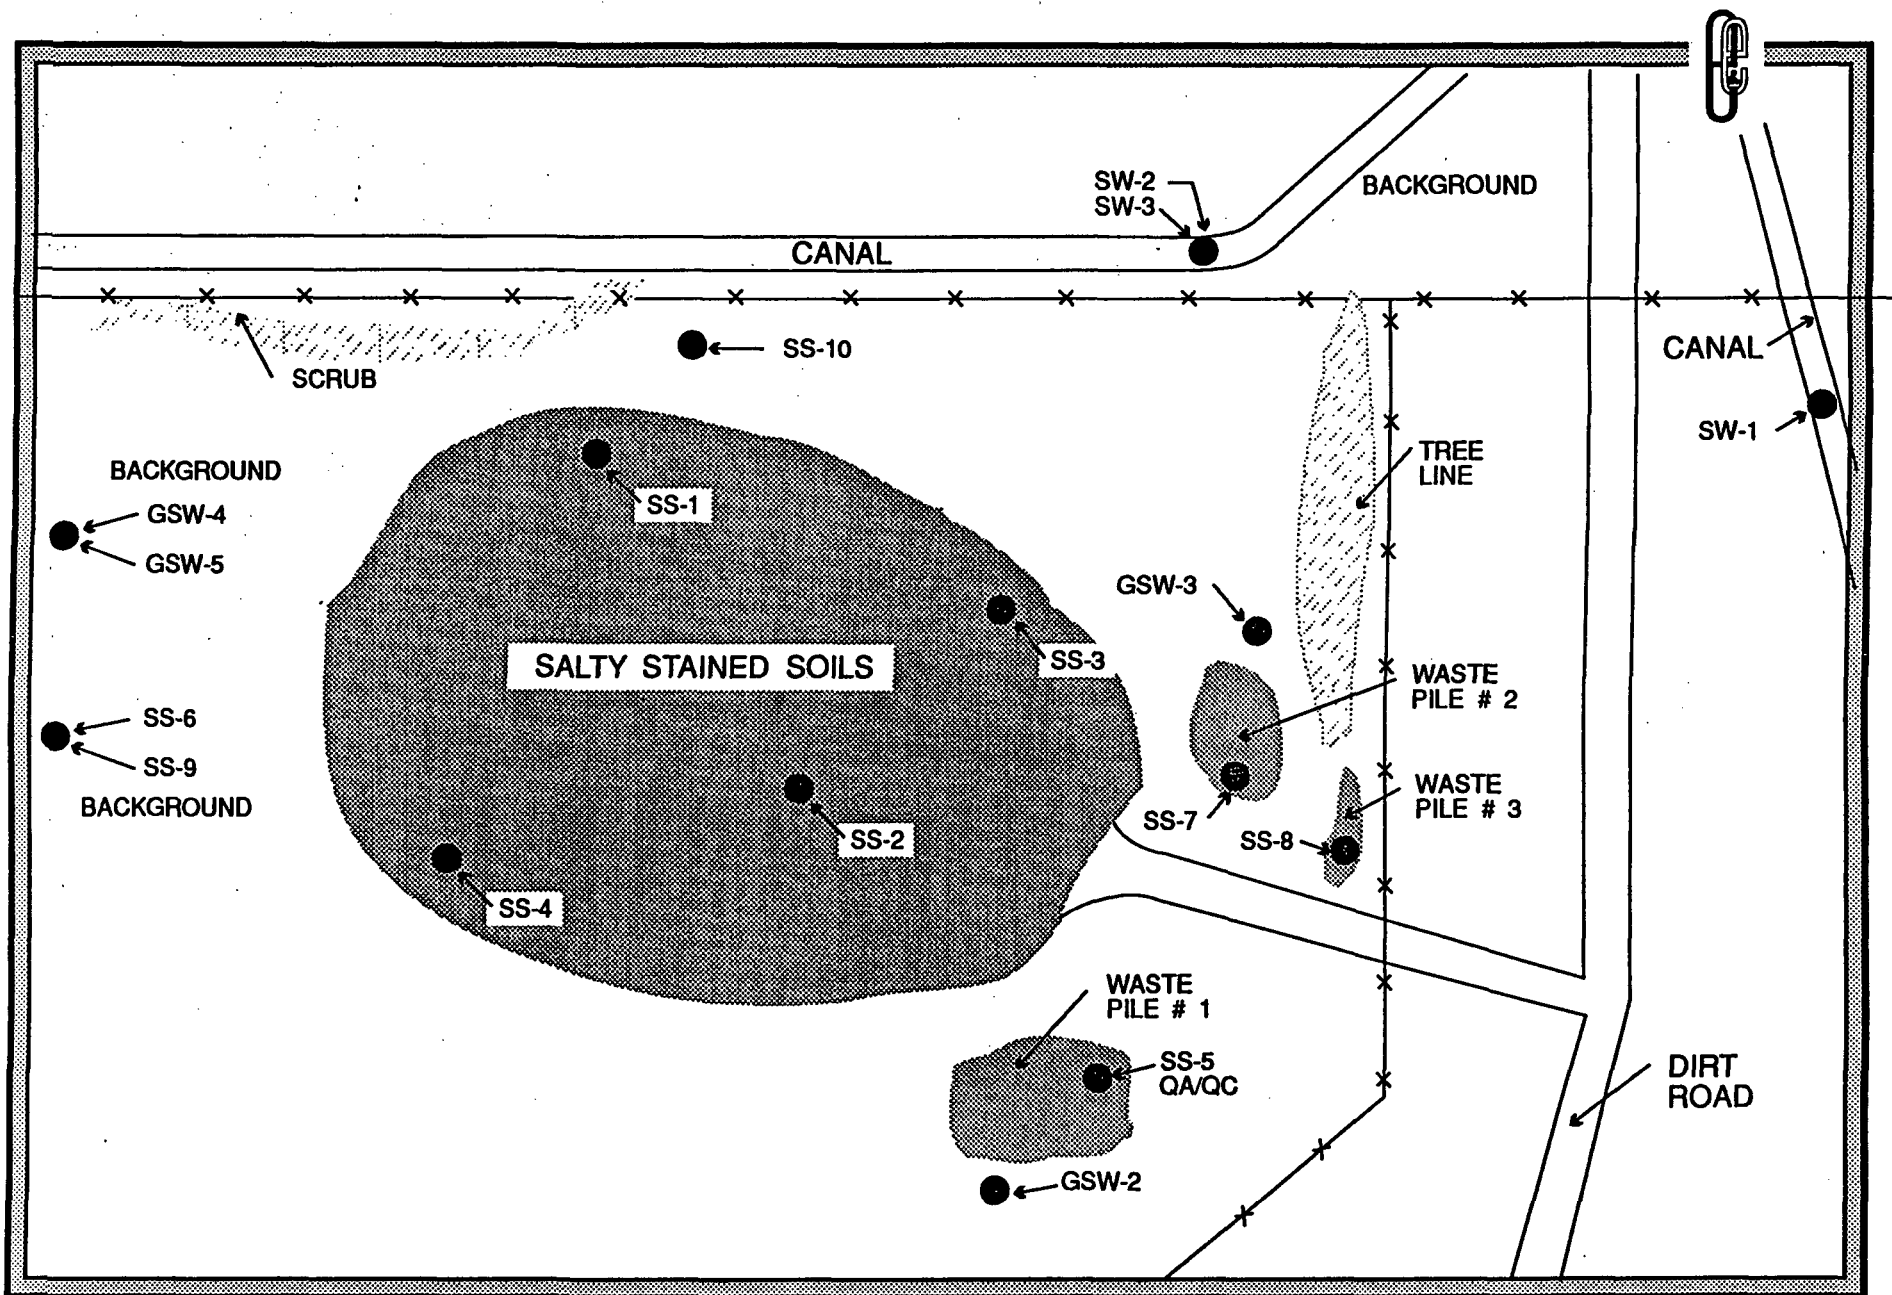 SW-2
SW-3
BACKGROUND
CANAL
SS-10
SCRUB
CANAL
SW-1
TREE
LINE
BACKGROUND
GSW-4
GSW-5
SS-1
GSW-3
SALTY STAINED SOILS
SS-3
WASTE
PILE # 2
SS-6
SS-9
BACKGROUND
SS-7
WASTE
PILE # 3
SS-8
SS-2
SS-4
WASTE
PILE # 1
SS-5
QA/QC
DIRT
ROAD
GSW-2